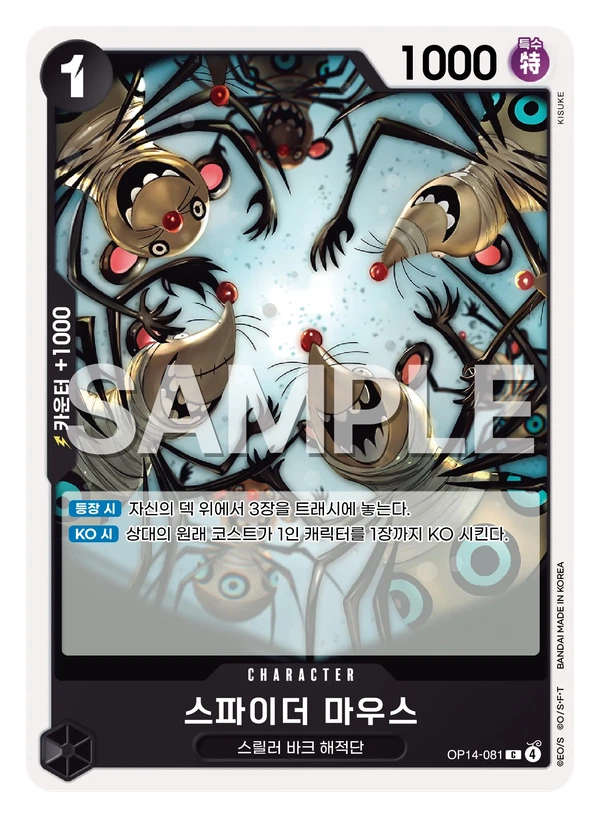 1
1000
특수
特
KISUKE
카운터 +1000
SAMPLE
등장 시 자신의 덱 위에서 3장을 트래시에 놓는다.
KO 시 상대의 원래 코스트가 1인 캐릭터를 1장까지 KO 시킨다.
CHARACTER
스파이더 마우스
스릴러 바크 해적단
OP14-081 C 4
©EO/S ©O/S·F·T BANDAI MADE IN KOREA